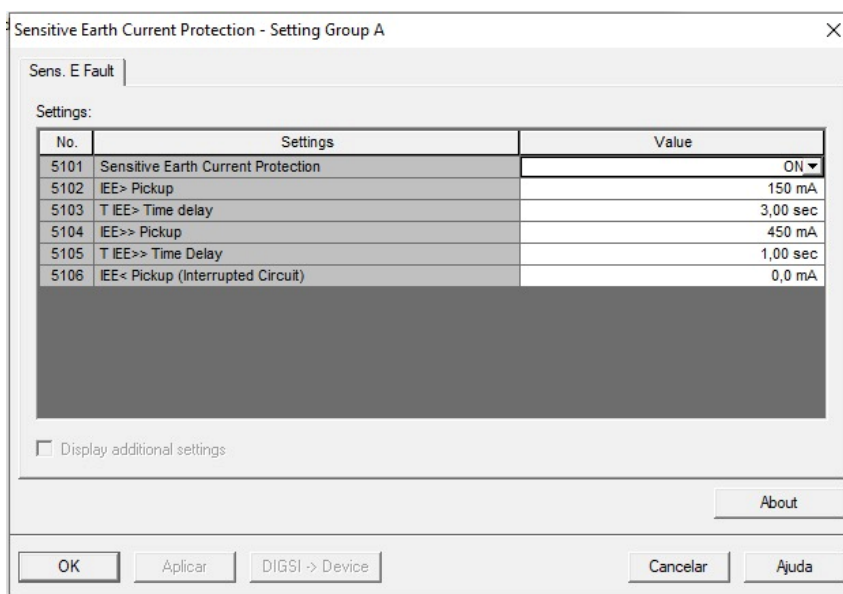 Sensitive Earth Current Protection - Setting Group A
Sens. E Fault
Settings:
No. Settings Value
5101 Sensitive Earth Current Protection ON
5102 IEE> Pickup 150 mA
5103 T IEE> Time delay 3,00 sec
5104 IEE>> Pickup 450 mA
5105 T IEE>> Time Delay 1,00 sec
5106 IEE< Pickup (Interrupted Circuit) 0,0 mA
Display additional settings
About
OK Aplicar DIGSI -> Device Cancelar Ajuda